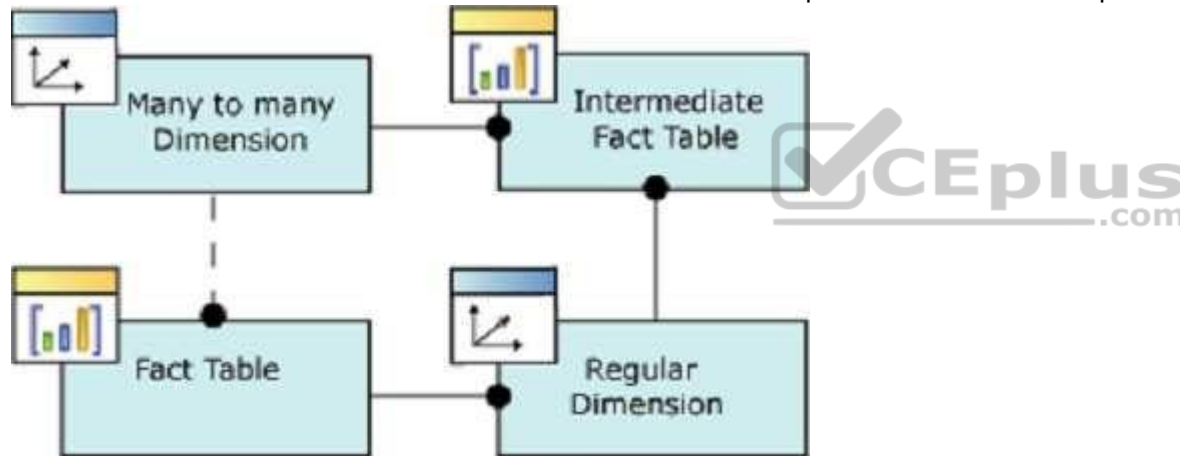 Many to many
Dimension
Intermediate
Fact Table
CEplus
.com
Fact Table
Regular
Dimension